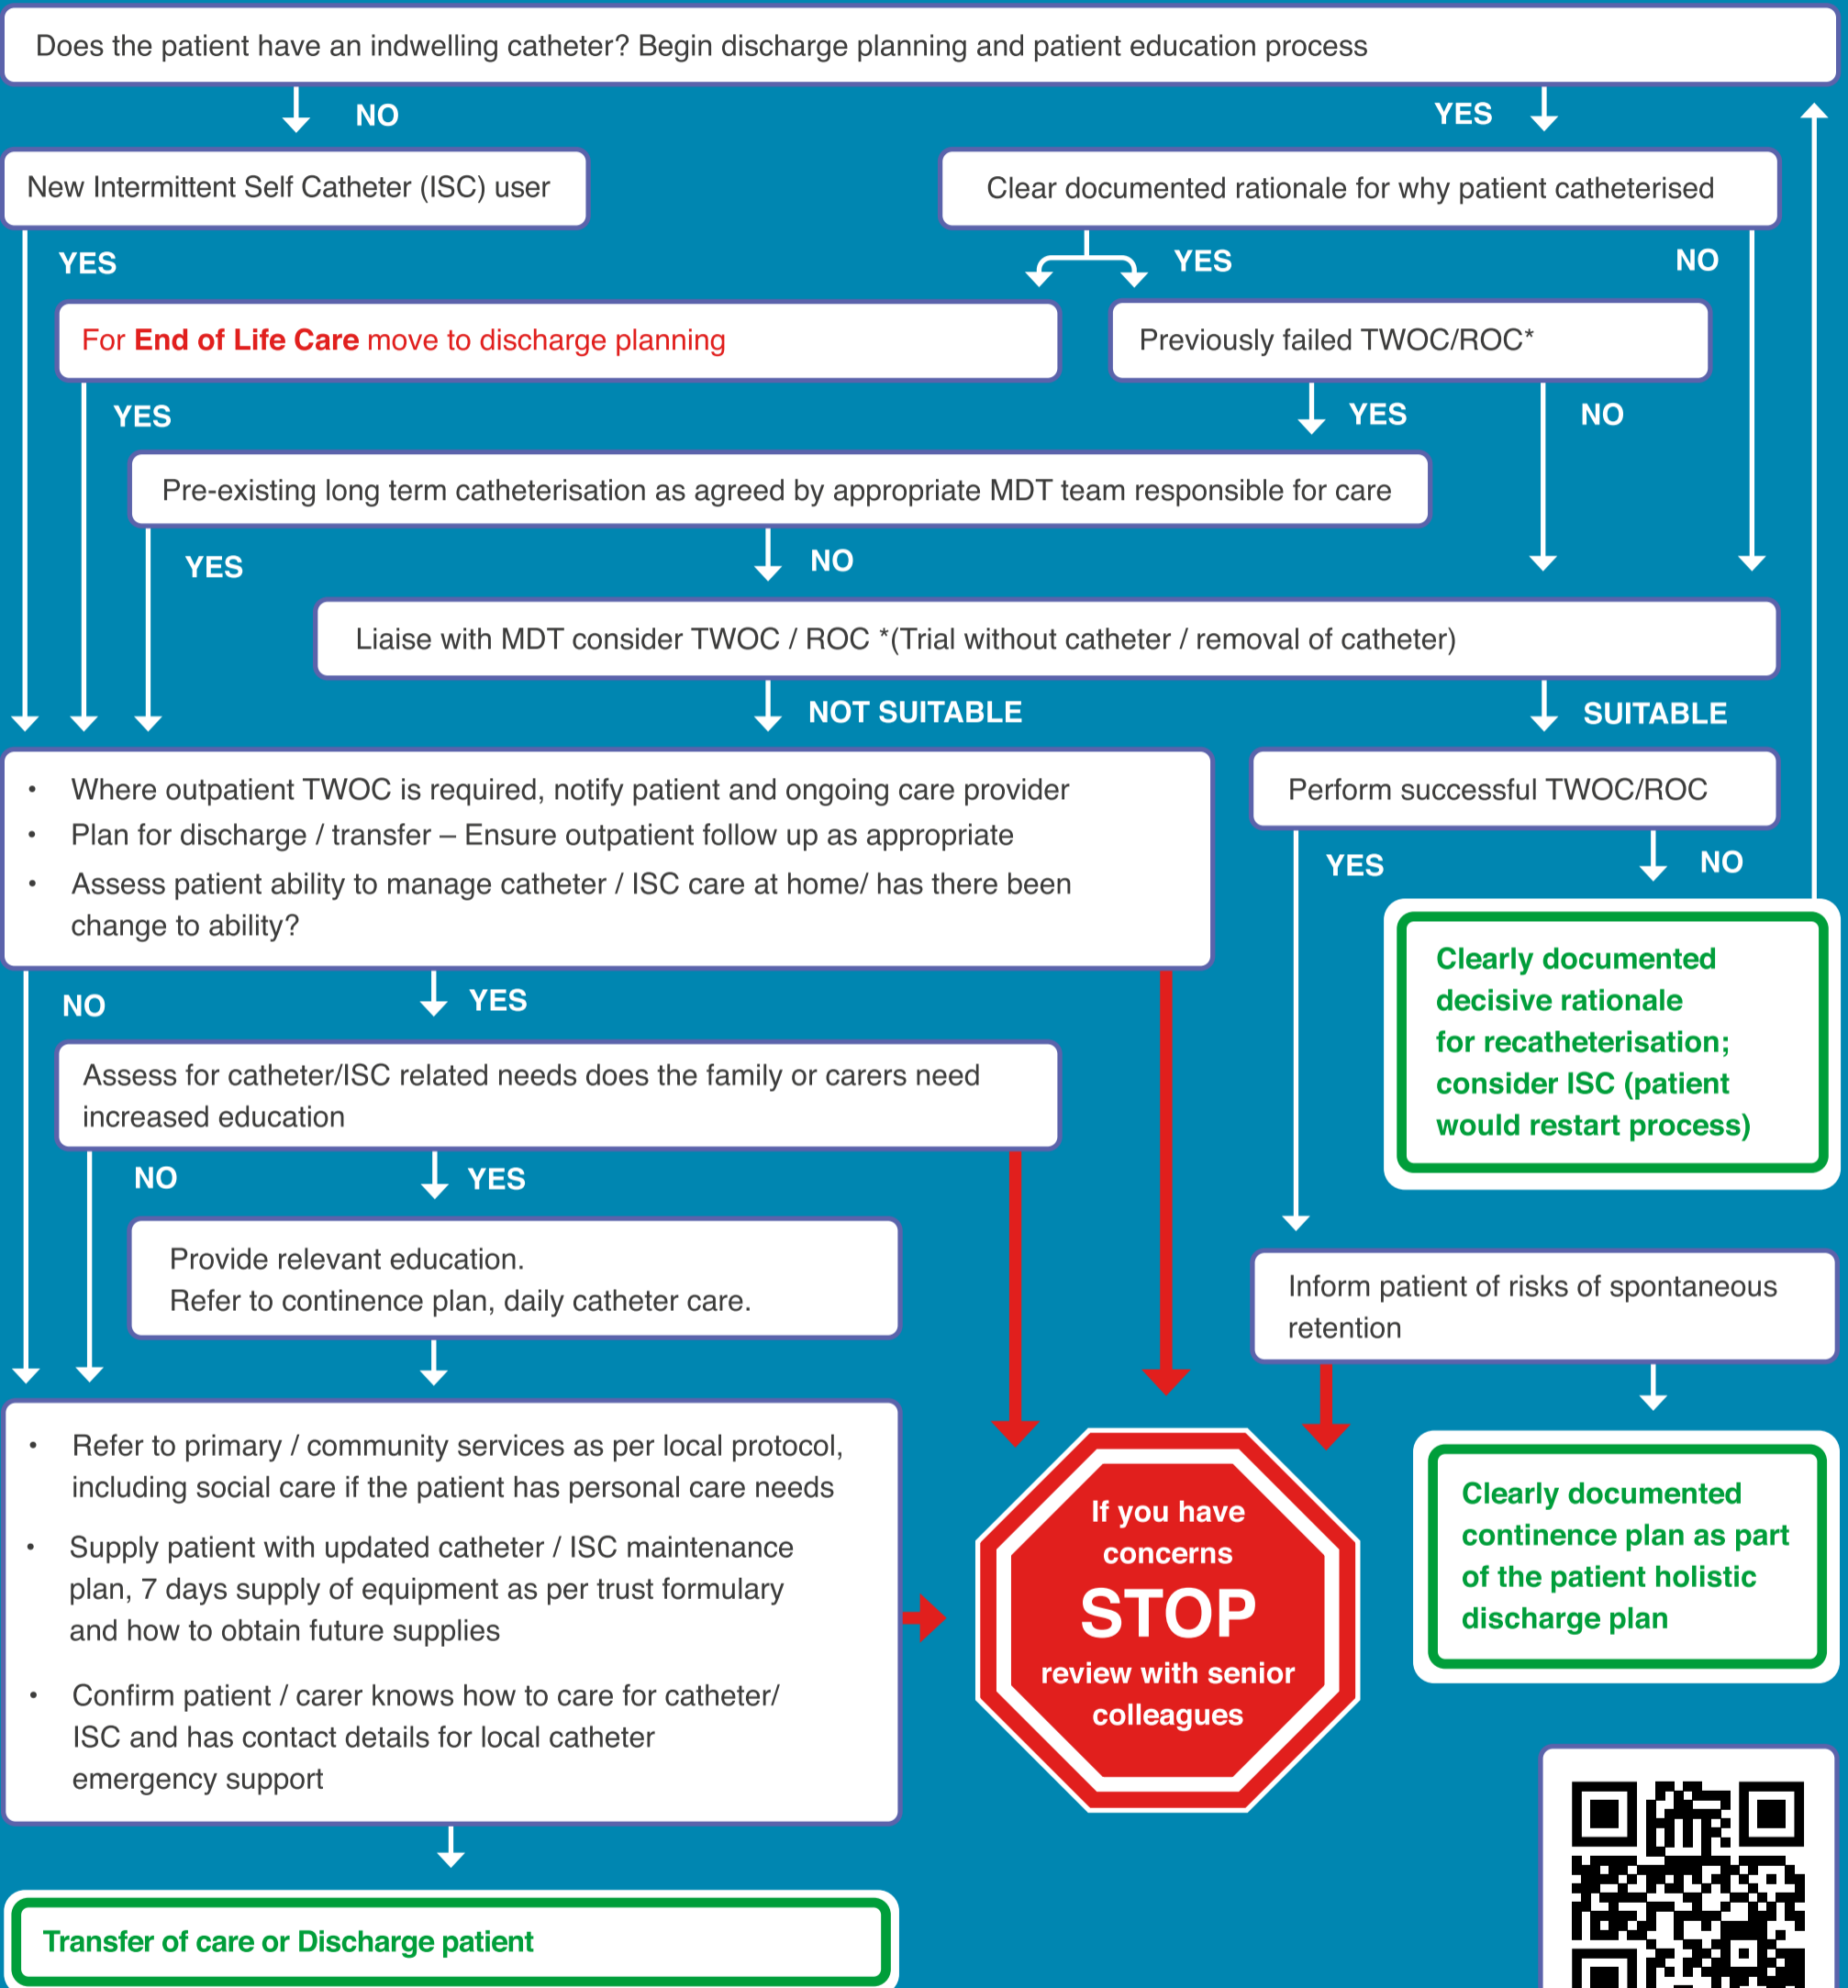 Does the patient have an indwelling catheter? Begin discharge planning and patient education process
NO
YES
New Intermittent Self Catheter (ISC) user
Clear documented rationale for why patient catheterised
YES
YES
NO
For End of Life Care move to discharge planning
Previously failed TWOC/ROC*
YES
YES
NO
Pre-existing long term catheterisation as agreed by appropriate MDT team responsible for care
YES
NO
Liaise with MDT consider TWOC / ROC *(Trial without catheter / removal of catheter)
NOT SUITABLE
SUITABLE
• Where outpatient TWOC is required, notify patient and ongoing care provider
• Plan for discharge / transfer – Ensure outpatient follow up as appropriate
• Assess patient ability to manage catheter / ISC care at home/ has there been
change to ability?
Perform successful TWOC/ROC
YES
NO
Clearly documented
decisive rationale
for recatheterisation;
consider ISC (patient
would restart process)
NO
YES
Assess for catheter/ISC related needs does the family or carers need
increased education
NO
YES
Provide relevant education.
Refer to continence plan, daily catheter care.
Inform patient of risks of spontaneous
retention
• Refer to primary / community services as per local protocol,
including social care if the patient has personal care needs
• Supply patient with updated catheter / ISC maintenance
plan, 7 days supply of equipment as per trust formulary
and how to obtain future supplies
• Confirm patient / carer knows how to care for catheter/
ISC and has contact details for local catheter
emergency support
If you have
concerns
STOP
review with senior
colleagues
Clearly documented
continence plan as part
of the patient holistic
discharge plan
Transfer of care or Discharge patient